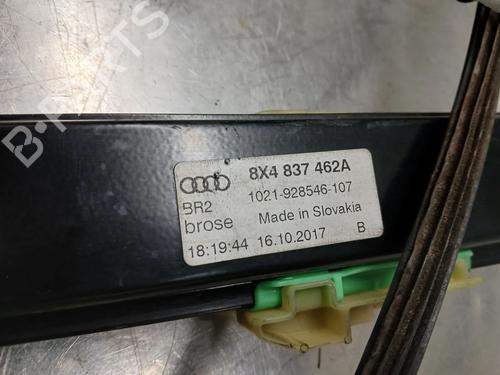 B-PARTS
8X4 837 462A
BR2
1021-928546-107
brose
Made in Slovakia
18:19:44 16.10.2017 B